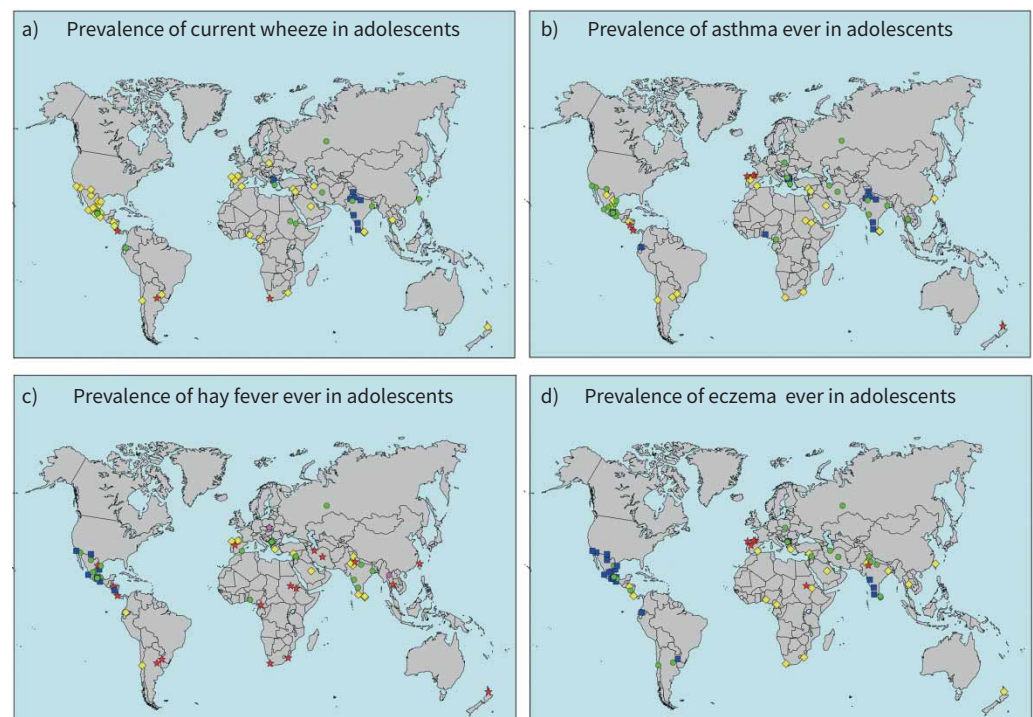 a) Prevalence of current wheeze in adolescents
b) Prevalence of asthma ever in adolescents
c) Prevalence of hay fever ever in adolescents
d) Prevalence of eczema ever in adolescents